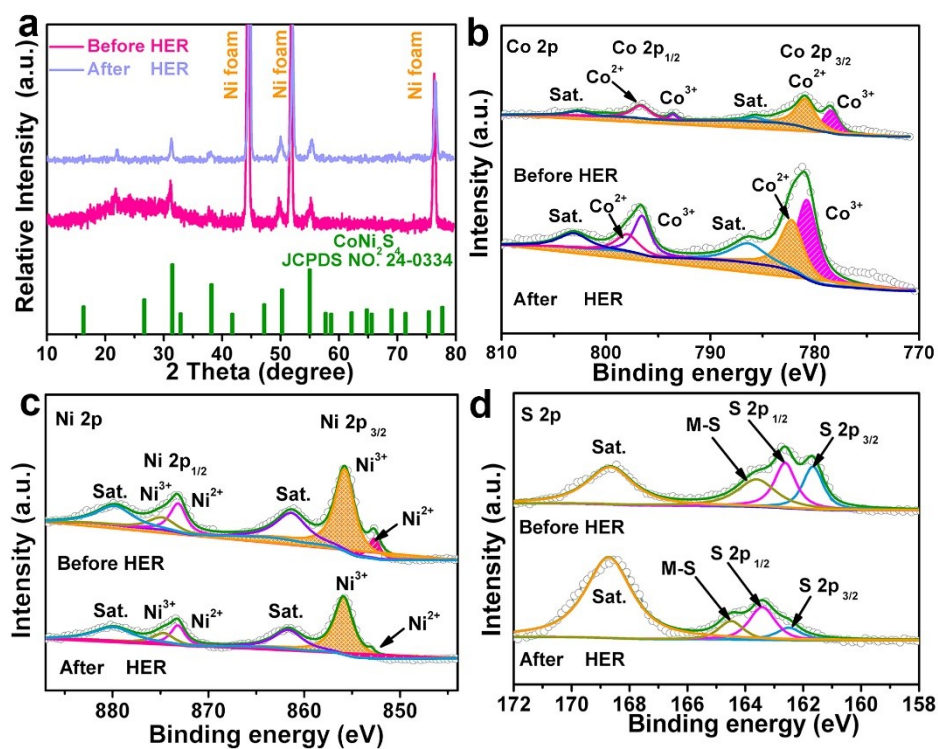 a
Before HER
After HER
Ni foam
Ni foam
Ni foam
CoNi2S4
JCPDS NO. 24-0334
Relative Intensity (a.u.)
10 20 30 40 50 60 70 80
2 Theta (degree)
b
Co 2p
Co 2p1/2
Co 2p3/2
Co2+
Co2+
Sat.
Co3+
Sat.
Co3+
Before HER
Co2+
Co2+
Sat.
Co3+
Sat.
Co3+
After HER
Intensity (a.u.)
810 800 790 780 770
Binding energy (eV)
c
Ni 2p
Ni 2p3/2
Ni 2p1/2
Ni3+
Sat.
Ni3+
Ni2+
Sat.
Ni2+
Before HER
Ni3+
Sat.
Ni3+
Ni2+
Sat.
Ni2+
After HER
Intensity (a.u.)
880 870 860 850
Binding energy (eV)
d
S 2p
S 2p1/2
M-S
S 2p3/2
Sat.
Before HER
S 2p1/2
M-S
S 2p3/2
Sat.
After HER
Intensity (a.u.)
172 170 168 166 164 162 160 158
Binding energy (eV)